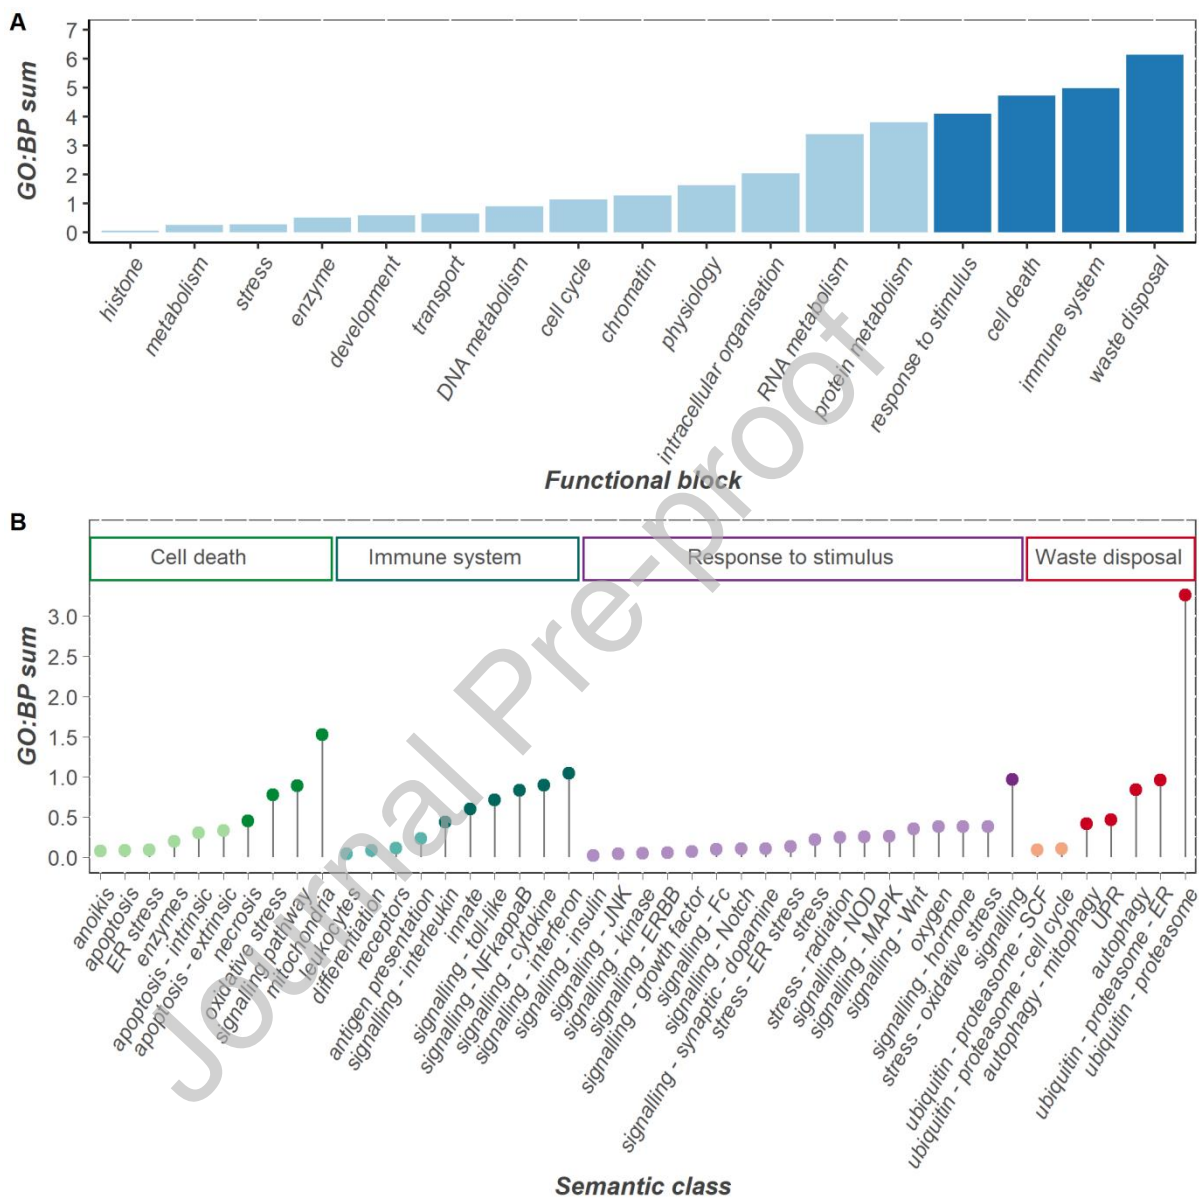 A
GO:BP sum
7
6
5
4
3
2
1
0
histone
metabolism
stress
enzyme
development
transport
DNA metabolism
cell cycle
chromatin
physiology
intracellular organisation
RNA metabolism
protein metabolism
response to stimulus
cell death
immune system
waste disposal
Functional block
B
Cell death
Immune system
Response to stimulus
Waste disposal
GO:BP sum
3.0
2.5
2.0
1.5
1.0
0.5
0.0
anoikis
apoptosis
ER stress
enzymes
apoptosis - intrinsic
apoptosis - extrinsic
necrosis
oxidative stress
signalling pathway
mitochondria
leukocytes
differentiation
receptors
antigen presentation
signalling - interleukin
innate
signalling - toll-like
signalling - NFkappaB
signalling - cytokine
signalling - interferon
signalling - insulin
signalling - JNK
signalling - kinase
signalling - ERBB
signalling - growth factor
signalling - Fc
signalling - Notch
signalling - synaptic - dopamine
stress - ER stress
stress
stress - radiation
signalling - NOD
signalling - MAPK
signalling - Wnt
oxygen
signalling - hormone
stress - oxidative stress
signalling
ubiquitin - proteasome - SCF
ubiquitin - proteasome - cell cycle
autophagy - mitophagy
UPR
autophagy
ubiquitin - proteasome - ER
ubiquitin - proteasome
Semantic class
Journal Pre-proof